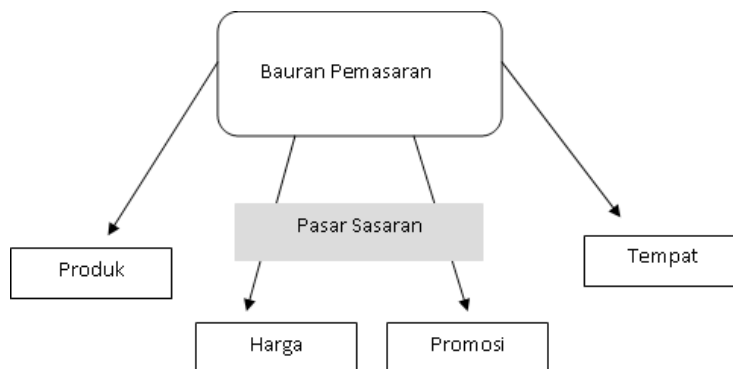 Bauran Pemasaran
Pasar Sasaran
Produk
Tempat
Harga
Promosi